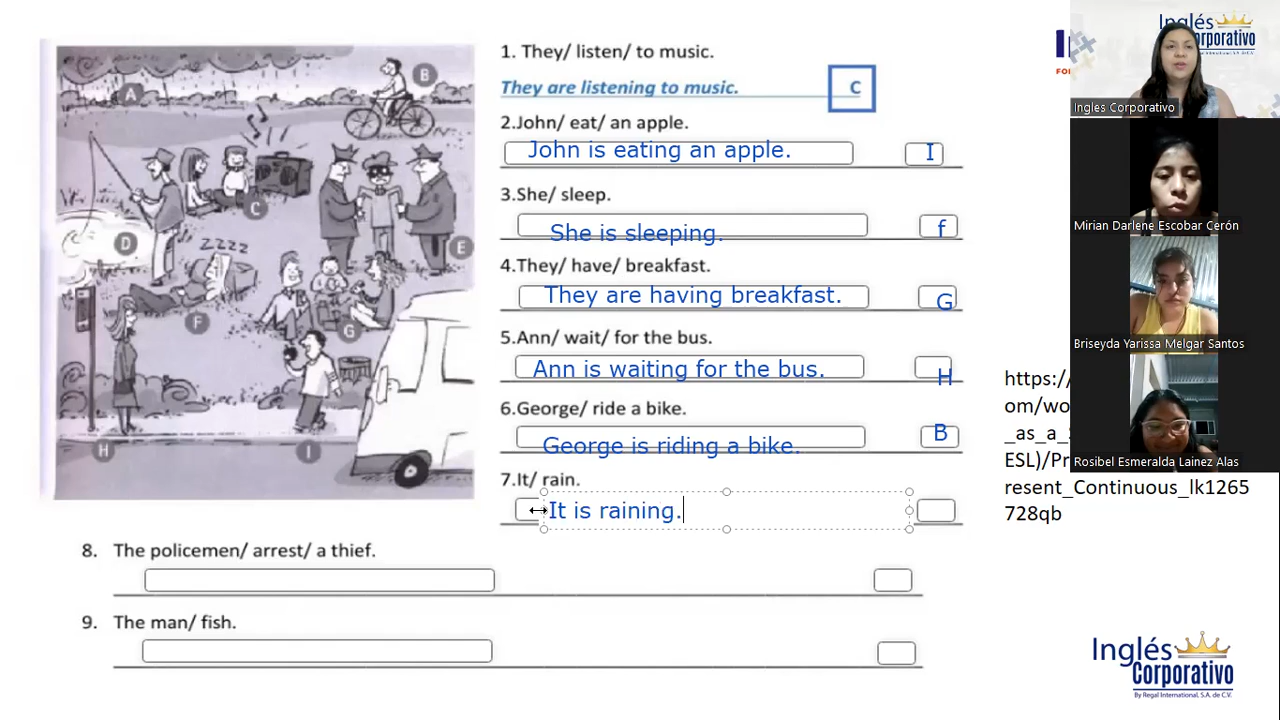 1. They/ listen/ to music.
They are listening to music. C
2.John/ eat/ an apple.
John is eating an apple. I
3.She/ sleep.
She is sleeping. f
4.They/ have/ breakfast.
They are having breakfast. G
5.Ann/ wait/ for the bus.
Ann is waiting for the bus. H
6.George/ ride a bike.
George is riding a bike. B
7.It/ rain.
It is raining.
8. The policemen/ arrest/ a thief.
9. The man/ fish.
A
B
C
D
E
ZZZZ
F
G
H
I
https:/
om/wo
_as_a_
ESL)/Pr
resent_Continuous_lk1265
728qb
Inglés
Corporativo
FO
Ingles Corporativo
Mirian Darlene Escobar Cerón
Briseyda Yarissa Melgar Santos
Rosibel Esmeralda Lainez Alas
Inglés
Corporativo
By Regal International, S.A. de C.V.